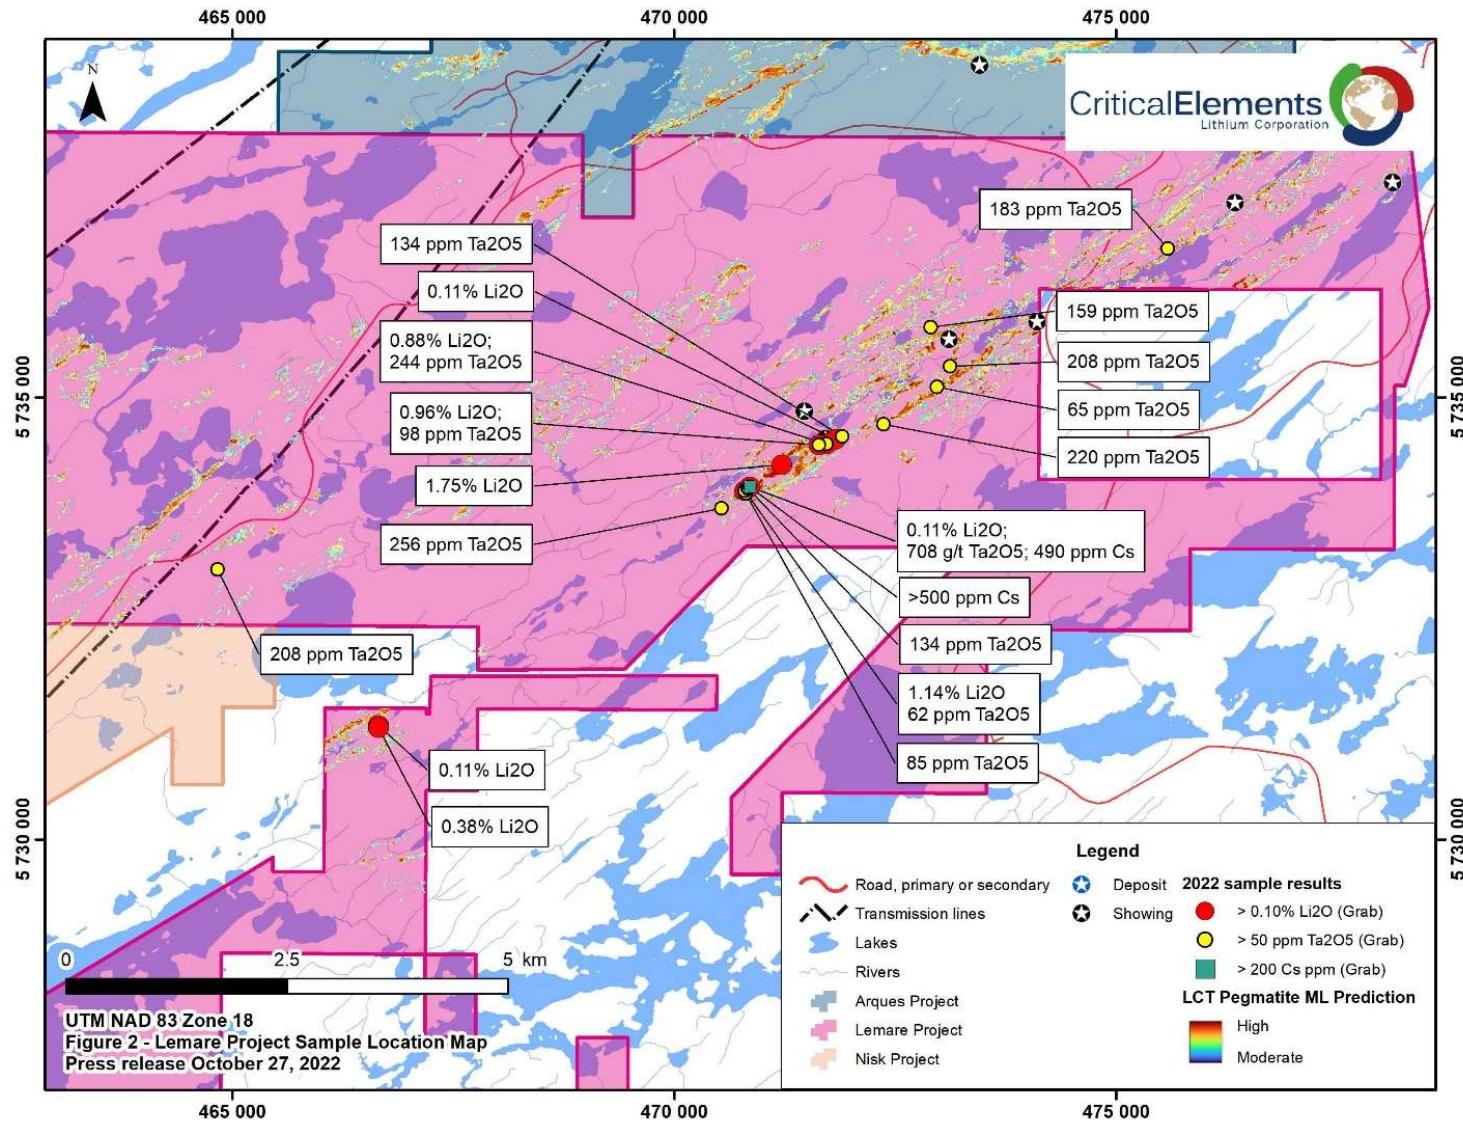 465 000
470 000
475 000
N
CriticalElements
Lithium Corporation
183 ppm Ta2O5
134 ppm Ta2O5
0.11% Li2O
159 ppm Ta2O5
0.88% Li2O;
244 ppm Ta2O5
208 ppm Ta2O5
5 735 000
5 735 000
0.96% Li2O;
98 ppm Ta2O5
65 ppm Ta2O5
220 ppm Ta2O5
1.75% Li2O
256 ppm Ta2O5
0.11% Li2O;
708 g/t Ta2O5; 490 ppm Cs
>500 ppm Cs
134 ppm Ta2O5
208 ppm Ta2O5
1.14% Li2O
62 ppm Ta2O5
85 ppm Ta2O5
0.11% Li2O
0.38% Li2O
5 730 000
5 730 000
Legend
Road, primary or secondary
Transmission lines
Lakes
Rivers
Arques Project
Lemare Project
Nisk Project
Deposit
Showing
2022 sample results
> 0.10% Li2O (Grab)
> 50 ppm Ta2O5 (Grab)
> 200 Cs ppm (Grab)
LCT Pegmatite ML Prediction
High
Moderate
0 2.5 5 km
UTM NAD 83 Zone 18
Figure 2 - Lemare Project Sample Location Map
Press release October 27, 2022
465 000
470 000
475 000